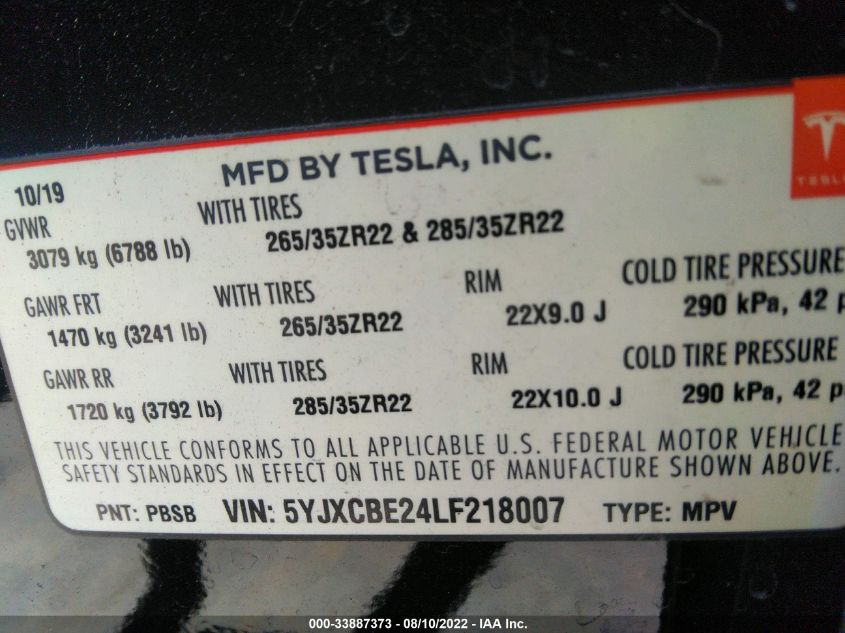 MFD BY TESLA, INC.
TESL
10/19
GVWR WITH TIRES
3079 kg (6788 lb) 265/35ZR22 & 285/35ZR22
GAWR FRT WITH TIRES RIM COLD TIRE PRESSURE
1470 kg (3241 lb) 265/35ZR22 22X9.0 J 290 kPa, 42 p
GAWR RR WITH TIRES RIM COLD TIRE PRESSURE
1720 kg (3792 lb) 285/35ZR22 22X10.0 J 290 kPa, 42 p
THIS VEHICLE CONFORMS TO ALL APPLICABLE U.S. FEDERAL MOTOR VEHICLE
SAFETY STANDARDS IN EFFECT ON THE DATE OF MANUFACTURE SHOWN ABOVE.
PNT: PBSB VIN: 5YJXCBE24LF218007 TYPE: MPV
000-33887373 - 08/10/2022 - IAA Inc.